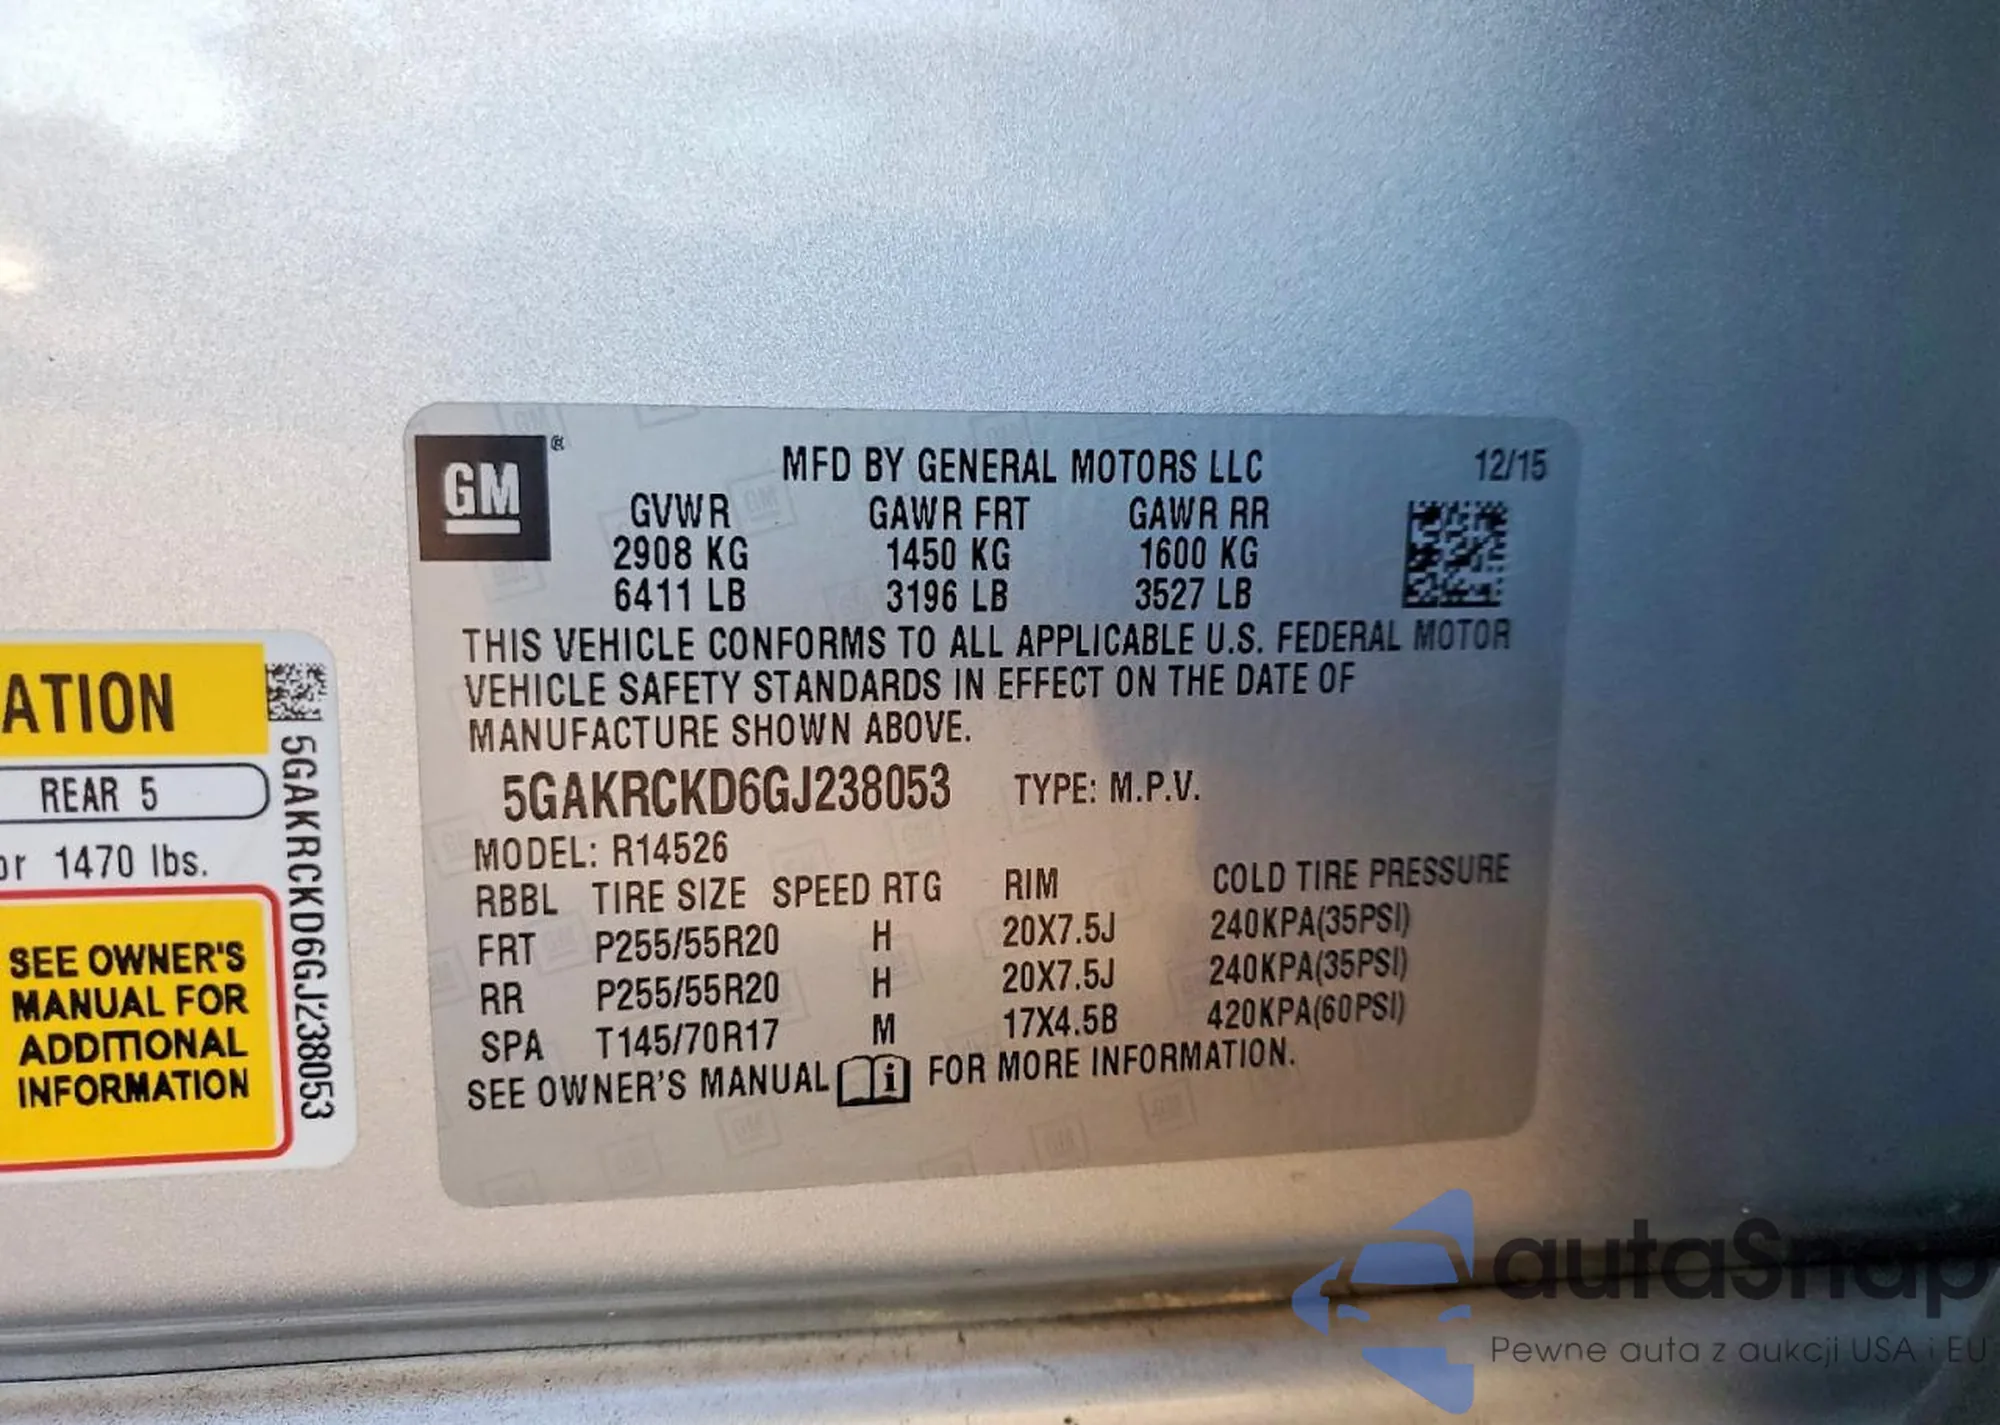 GM ®
MFD BY GENERAL MOTORS LLC 12/15
GVWR GAWR FRT GAWR RR
2908 KG 1450 KG 1600 KG
6411 LB 3196 LB 3527 LB
THIS VEHICLE CONFORMS TO ALL APPLICABLE U.S. FEDERAL MOTOR
VEHICLE SAFETY STANDARDS IN EFFECT ON THE DATE OF
MANUFACTURE SHOWN ABOVE.
5GAKRCKD6GJ238053 TYPE: M.P.V.
MODEL: R14526
RBBL TIRE SIZE SPEED RTG RIM COLD TIRE PRESSURE
FRT P255/55R20 H 20X7.5J 240KPA(35PSI)
RR P255/55R20 H 20X7.5J 240KPA(35PSI)
SPA T145/70R17 M 17X4.5B 420KPA(60PSI)
SEE OWNER'S MANUAL i FOR MORE INFORMATION.
ATION
REAR 5
or 1470 lbs.
SEE OWNER'S
MANUAL FOR
ADDITIONAL
INFORMATION
5GAKRCKD6GJ238053
autaSnap
Pewne auta z aukcji USA i EU